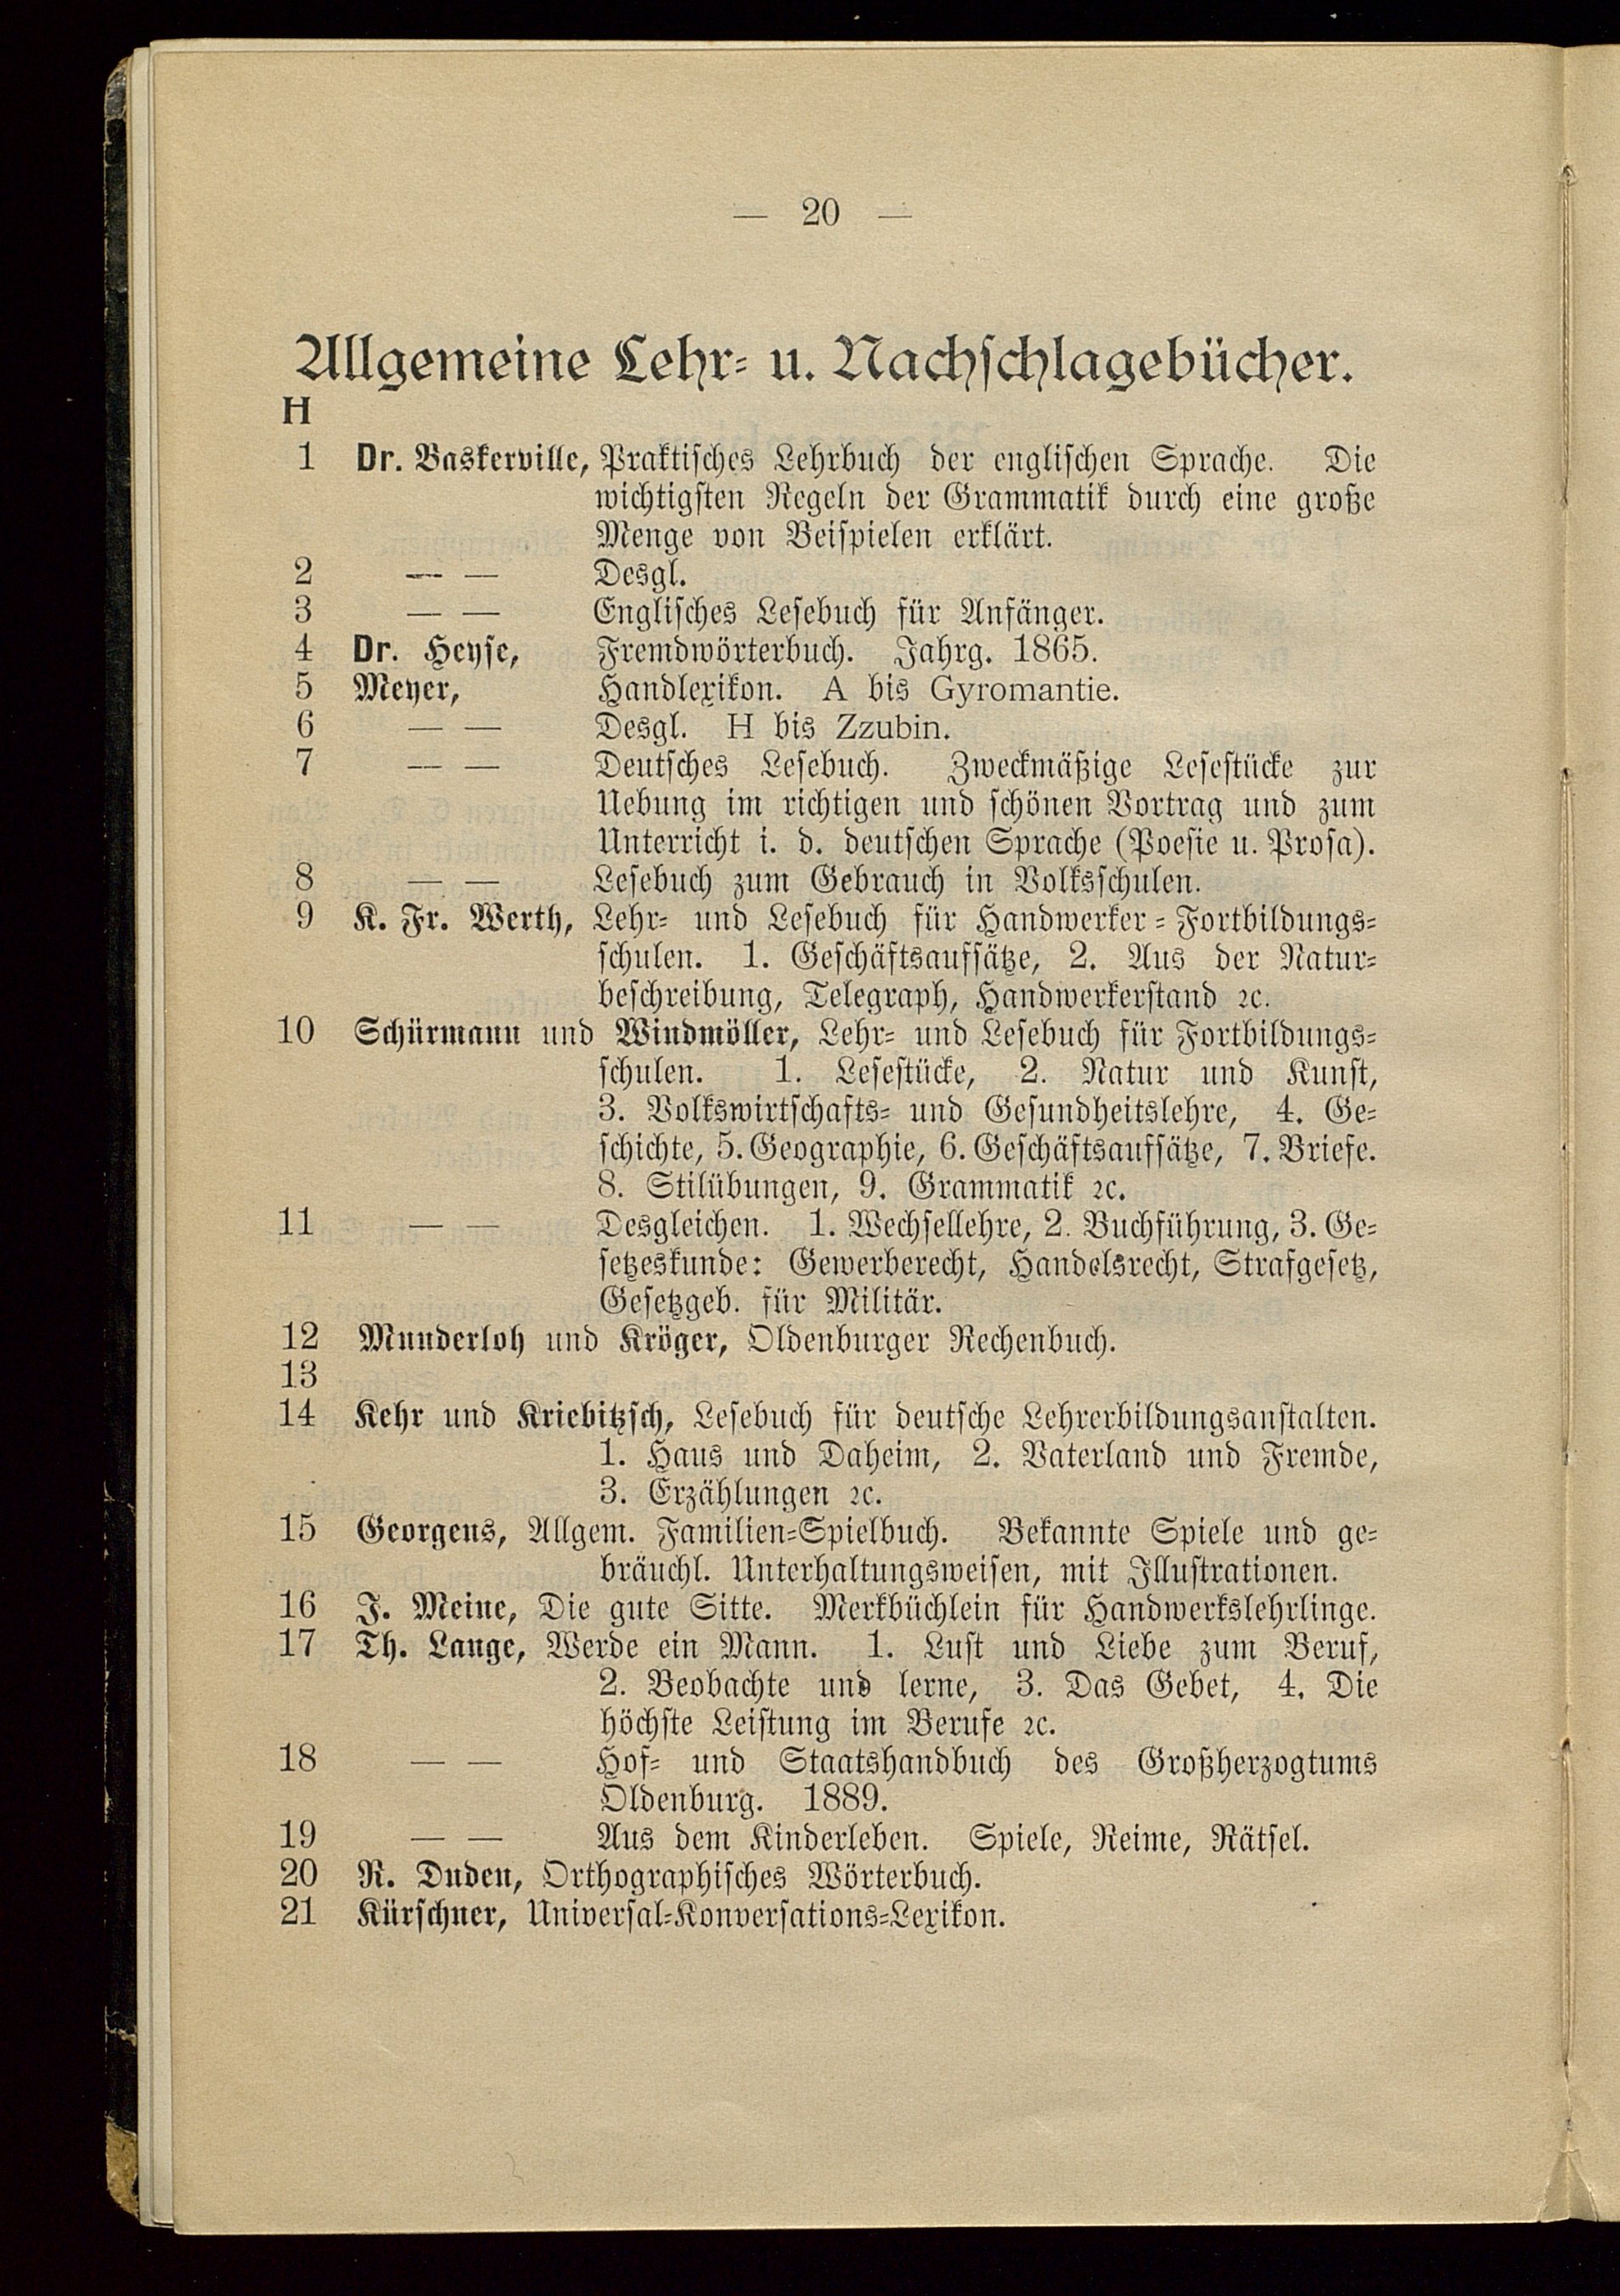 — 20 —
Allgemeine Lehr- u. Nachschlagebücher.
H
1 Dr. Baskerville, Praktisches Lehrbuch der englischen Sprache. Die
wichtigsten Regeln der Grammatik durch eine große
Menge von Beispielen erklärt.
2 — — Desgl.
3 — — Englisches Lesebuch für Anfänger.
4 Dr. Heyse, Fremdwörterbuch. Jahrg. 1865.
5 Meyer, Handlexikon. A bis Gyromantie.
6 — — Desgl. H bis Zzubin.
7 — — Deutsches Lesebuch. Zweckmäßige Lesestücke zur
Uebung im richtigen und schönen Vortrag und zum
Unterricht i. d. deutschen Sprache (Poesie u. Prosa).
8 — — Lesebuch zum Gebrauch in Volksschulen.
9 K. Fr. Werth, Lehr- und Lesebuch für Handwerker-Fortbildungs-
schulen. 1. Geschäftsaufsätze, 2. Aus der Natur-
beschreibung, Telegraph, Handwerkerstand ꝛc.
10 Schürmann und Windmöller, Lehr- und Lesebuch für Fortbildungs-
schulen. 1. Lesestücke, 2. Natur und Kunst,
3. Volkswirtschafts- und Gesundheitslehre, 4. Ge-
schichte, 5. Geographie, 6. Geschäftsaufsätze, 7. Briefe.
8. Stilübungen, 9. Grammatik ꝛc.
11 — — Desgleichen. 1. Wechsellehre, 2. Buchführung, 3. Ge-
setzeskunde: Gewerberecht, Handelsrecht, Strafgesetz,
Gesetzgeb. für Militär.
12 Munderloh und Kröger, Oldenburger Rechenbuch.
13
14 Kehr und Kriebitzsch, Lesebuch für deutsche Lehrerbildungsanstalten.
1. Haus und Daheim, 2. Vaterland und Fremde,
3. Erzählungen ꝛc.
15 Georgens, Allgem. Familien-Spielbuch. Bekannte Spiele und ge-
bräuchl. Unterhaltungsweisen, mit Illustrationen.
16 J. Meine, Die gute Sitte. Merkbüchlein für Handwerkslehrlinge.
17 Th. Lange, Werde ein Mann. 1. Lust und Liebe zum Beruf,
2. Beobachte und lerne, 3. Das Gebet, 4. Die
höchste Leistung im Berufe ꝛc.
18 — — Hof- und Staatshandbuch des Großherzogtums
Oldenburg. 1889.
19 — — Aus dem Kinderleben. Spiele, Reime, Rätsel.
20 R. Duden, Orthographisches Wörterbuch.
21 Kürschner, Universal-Konversations-Lexikon.